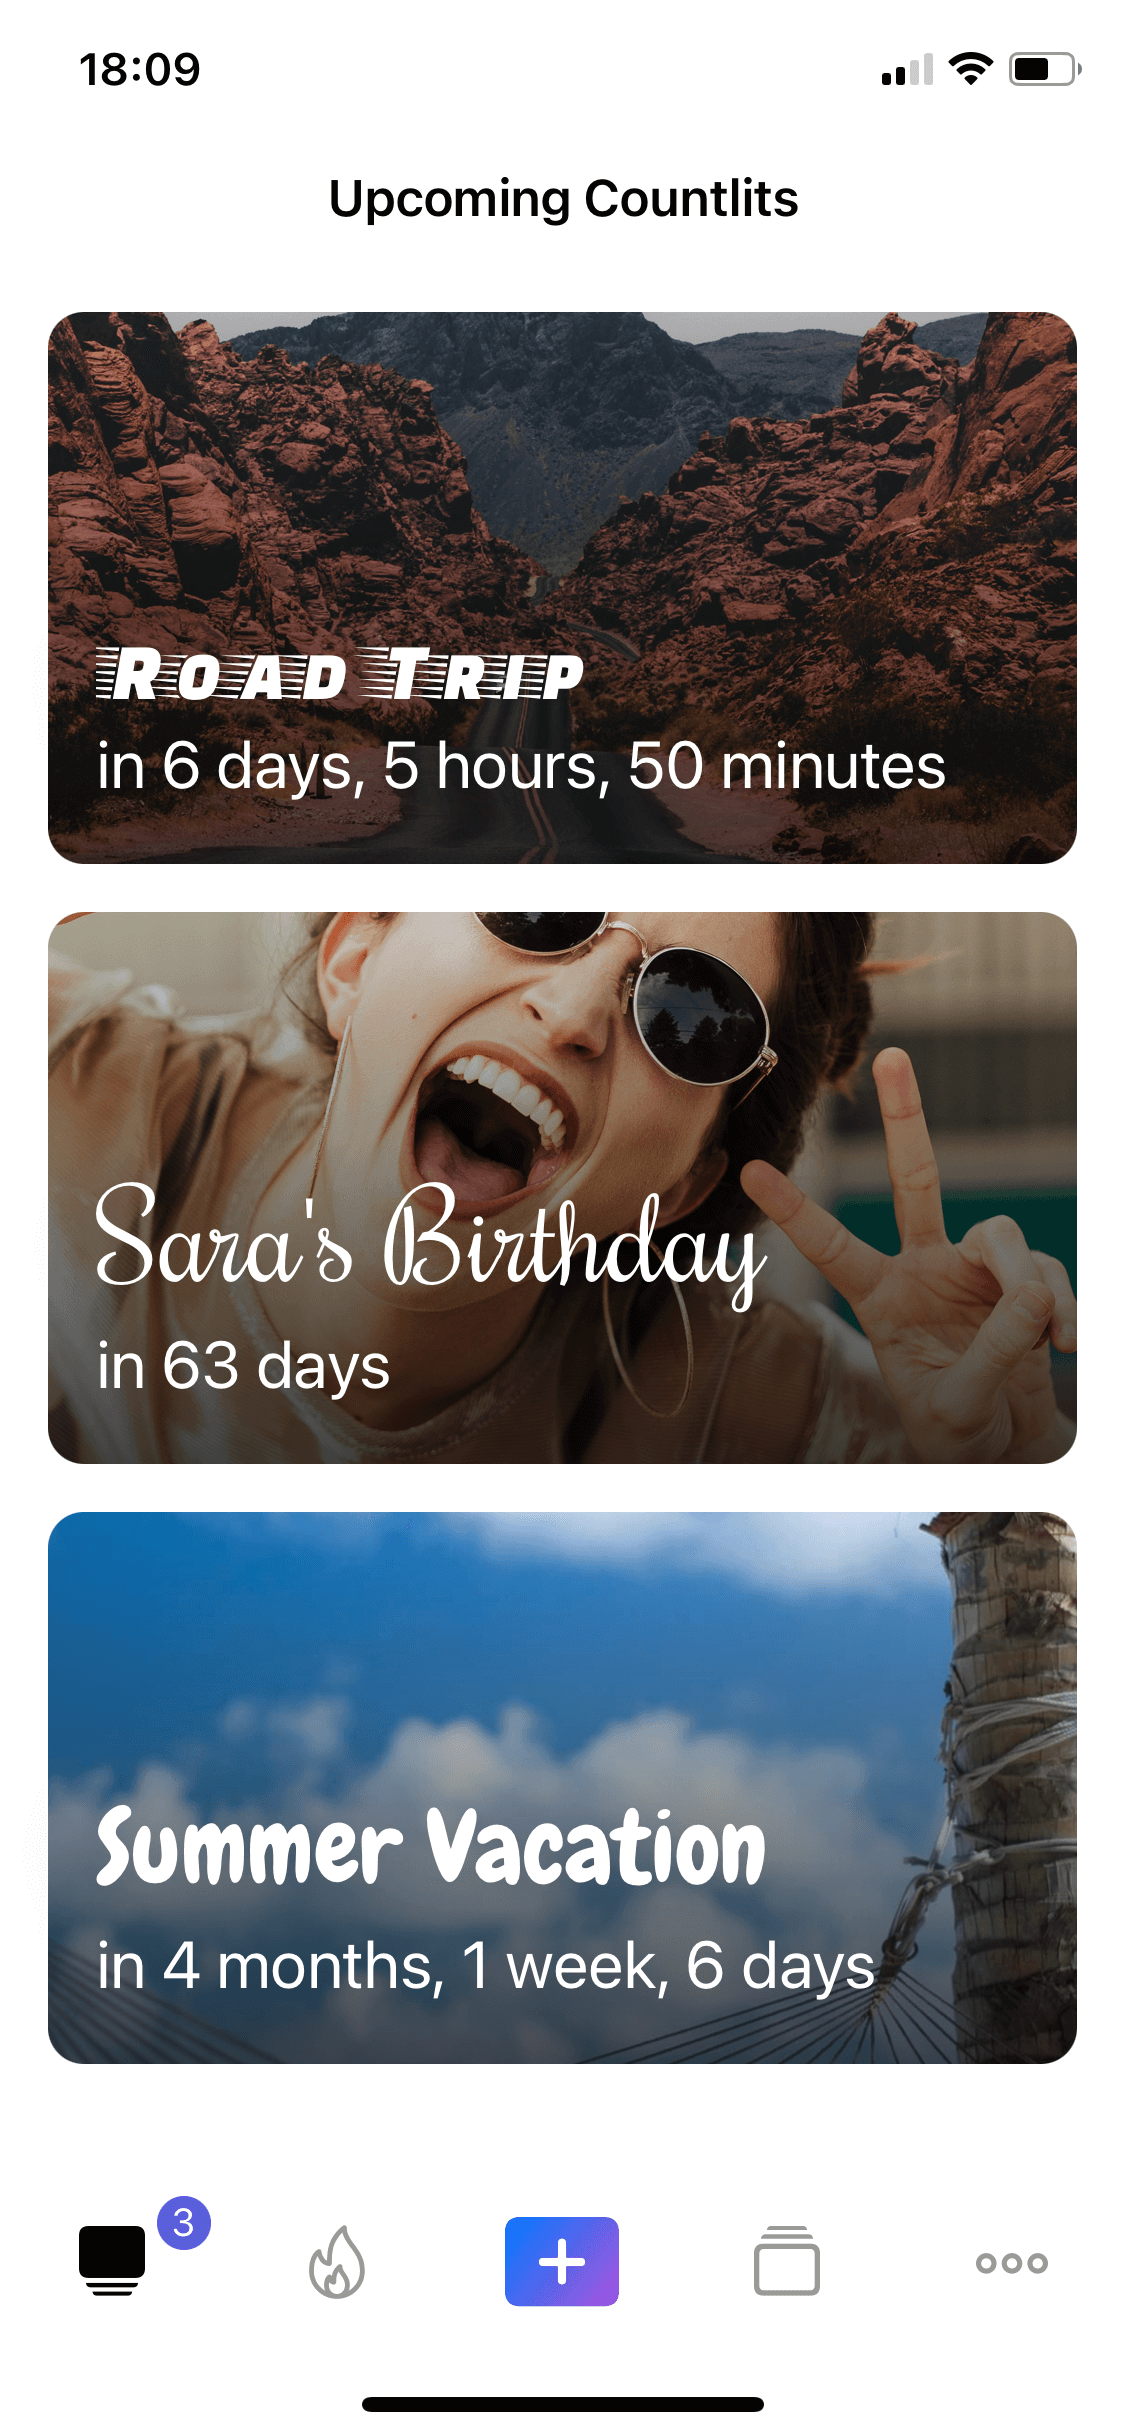 18:09
Upcoming Countlits
Road Trip
in 6 days, 5 hours, 50 minutes
Sara's Birthday
in 63 days
Summer Vacation
in 4 months, 1 week, 6 days
3